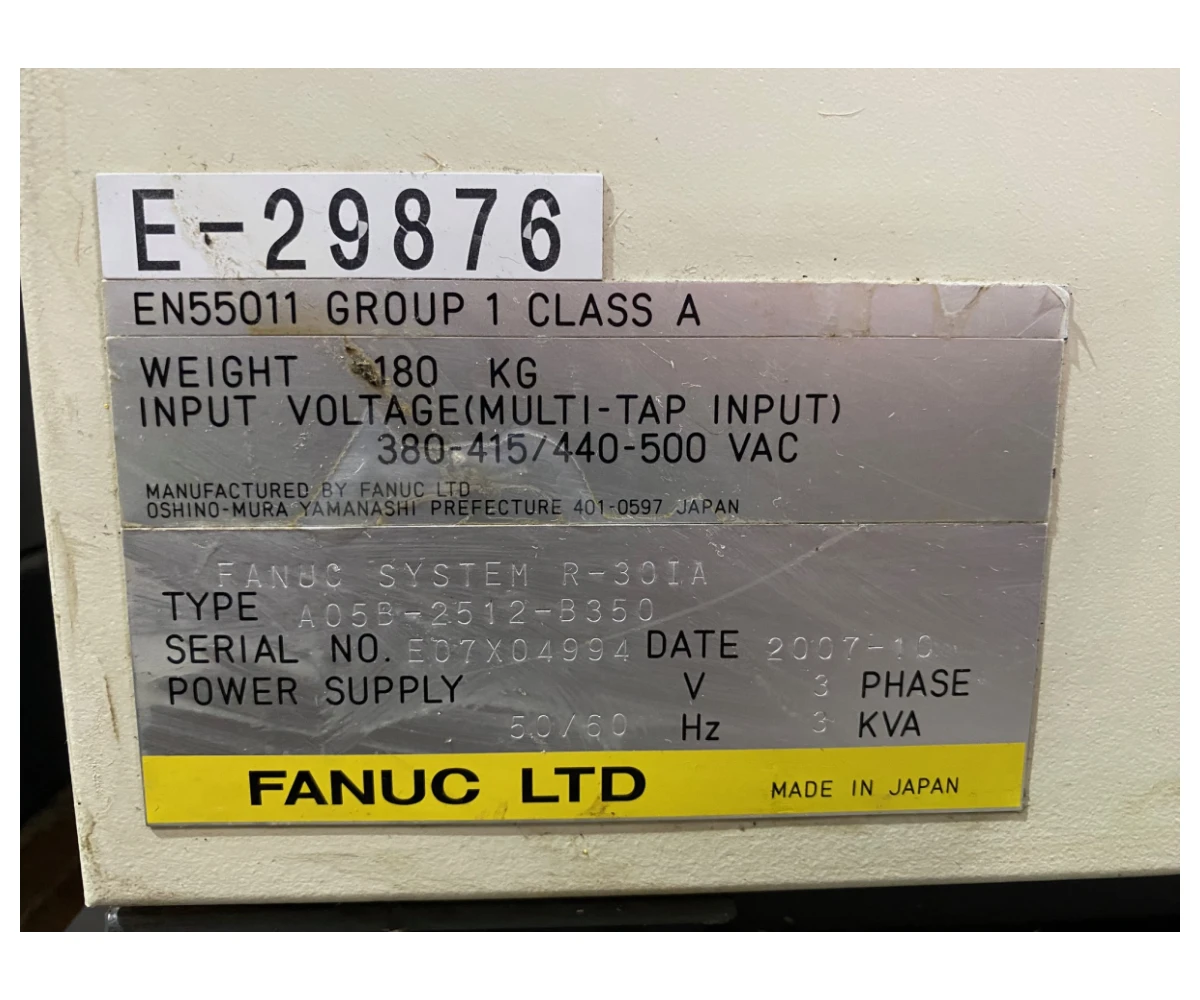 E-29876
EN55011 GROUP 1 CLASS A
WEIGHT 180 KG
INPUT VOLTAGE(MULTI-TAP INPUT)
380-415/440-500 VAC
MANUFACTURED BY FANUC LTD
OSHINO-MURA YAMANASHI PREFECTURE 401-0597 JAPAN
FANUC SYSTEM R-30IA
TYPE A05B-2512-B350
SERIAL NO. E07X04994 DATE 2007-10
POWER SUPPLY V 3 PHASE
50/60 Hz 3 KVA
FANUC LTD MADE IN JAPAN